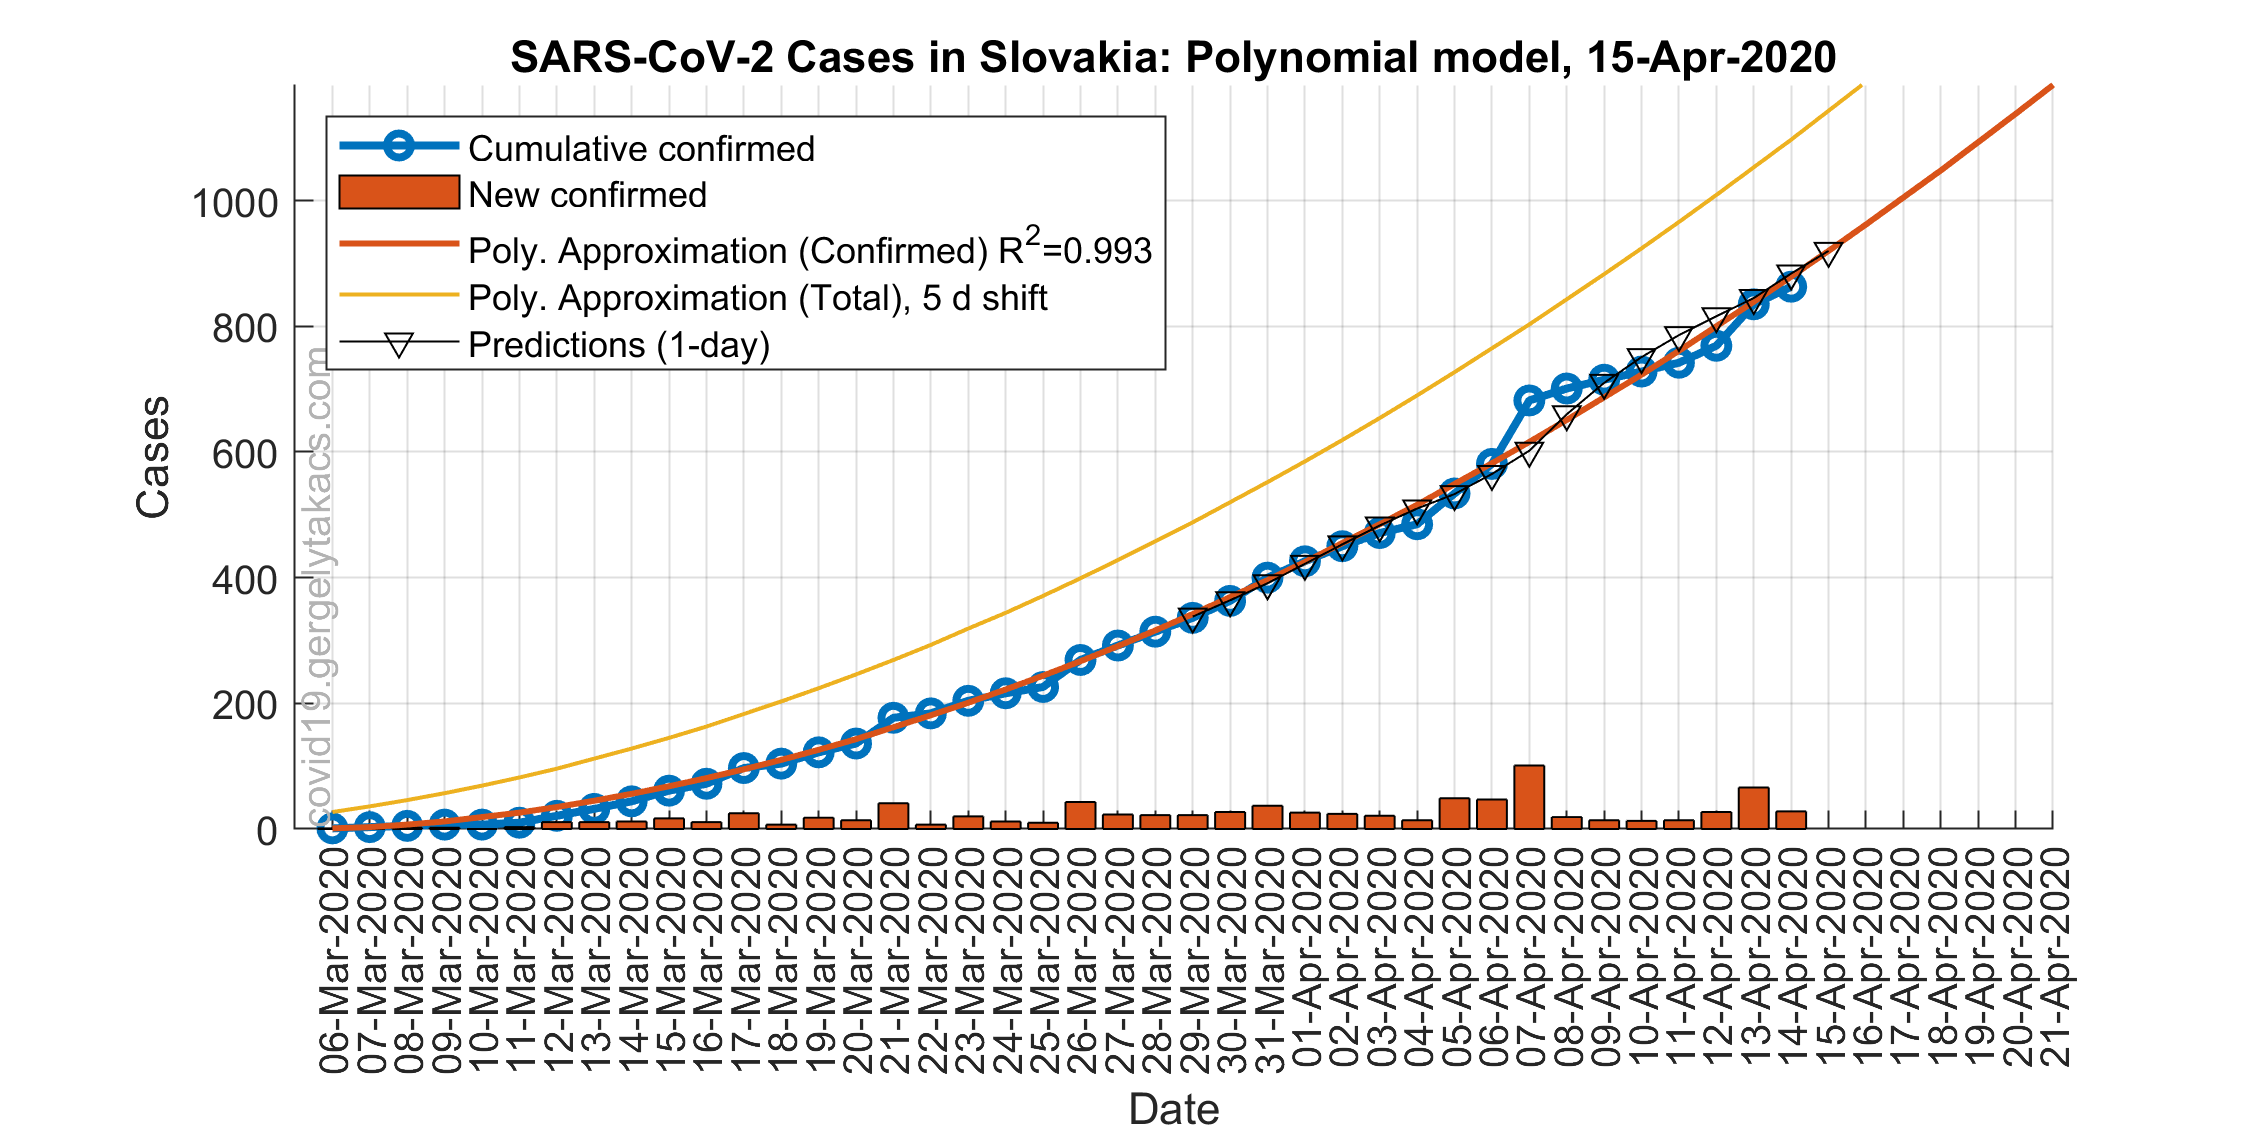 SARS-CoV-2 Cases in Slovakia: Polynomial model, 15-Apr-2020
Cumulative confirmed
New confirmed
Poly. Approximation (Confirmed) R²=0.993
Poly. Approximation (Total), 5 d shift
Predictions (1-day)
1000
800
600
400
200
0
Cases
covid19.gergelytakacs.com
06-Mar-2020
07-Mar-2020
08-Mar-2020
09-Mar-2020
10-Mar-2020
11-Mar-2020
12-Mar-2020
13-Mar-2020
14-Mar-2020
15-Mar-2020
16-Mar-2020
17-Mar-2020
18-Mar-2020
19-Mar-2020
20-Mar-2020
21-Mar-2020
22-Mar-2020
23-Mar-2020
24-Mar-2020
25-Mar-2020
26-Mar-2020
27-Mar-2020
28-Mar-2020
29-Mar-2020
30-Mar-2020
31-Mar-2020
01-Apr-2020
02-Apr-2020
03-Apr-2020
04-Apr-2020
05-Apr-2020
06-Apr-2020
07-Apr-2020
08-Apr-2020
09-Apr-2020
10-Apr-2020
11-Apr-2020
12-Apr-2020
13-Apr-2020
14-Apr-2020
15-Apr-2020
16-Apr-2020
17-Apr-2020
18-Apr-2020
19-Apr-2020
20-Apr-2020
21-Apr-2020
Date